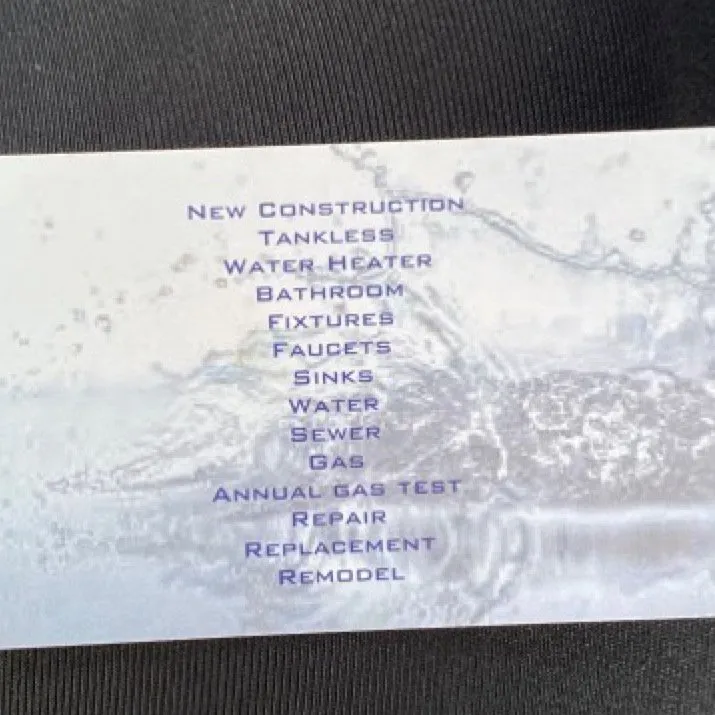 New Construction
Tankless
Water Heater
Bathroom
Fixtures
Faucets
Sinks
Water
Sewer
Gas
Annual gas test
Repair
Replacement
Remodel